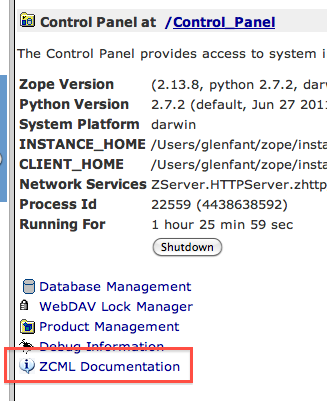 Control Panel at /Control_Panel
The Control Panel provides access to system i
Zope Version (2.13.8, python 2.7.2, darw
Python Version 2.7.2 (default, Jun 27 2011
System Platform darwin
INSTANCE_HOME /Users/glenfant/zope/insta
CLIENT_HOME /Users/glenfant/zope/insta
Network Services ZServer.HTTPServer.zhttp
Process Id 22559 (4438638592)
Running For 1 hour 25 min 59 sec
Shutdown
Database Management
WebDAV Lock Manager
Product Management
Debug Information
ZCML Documentation